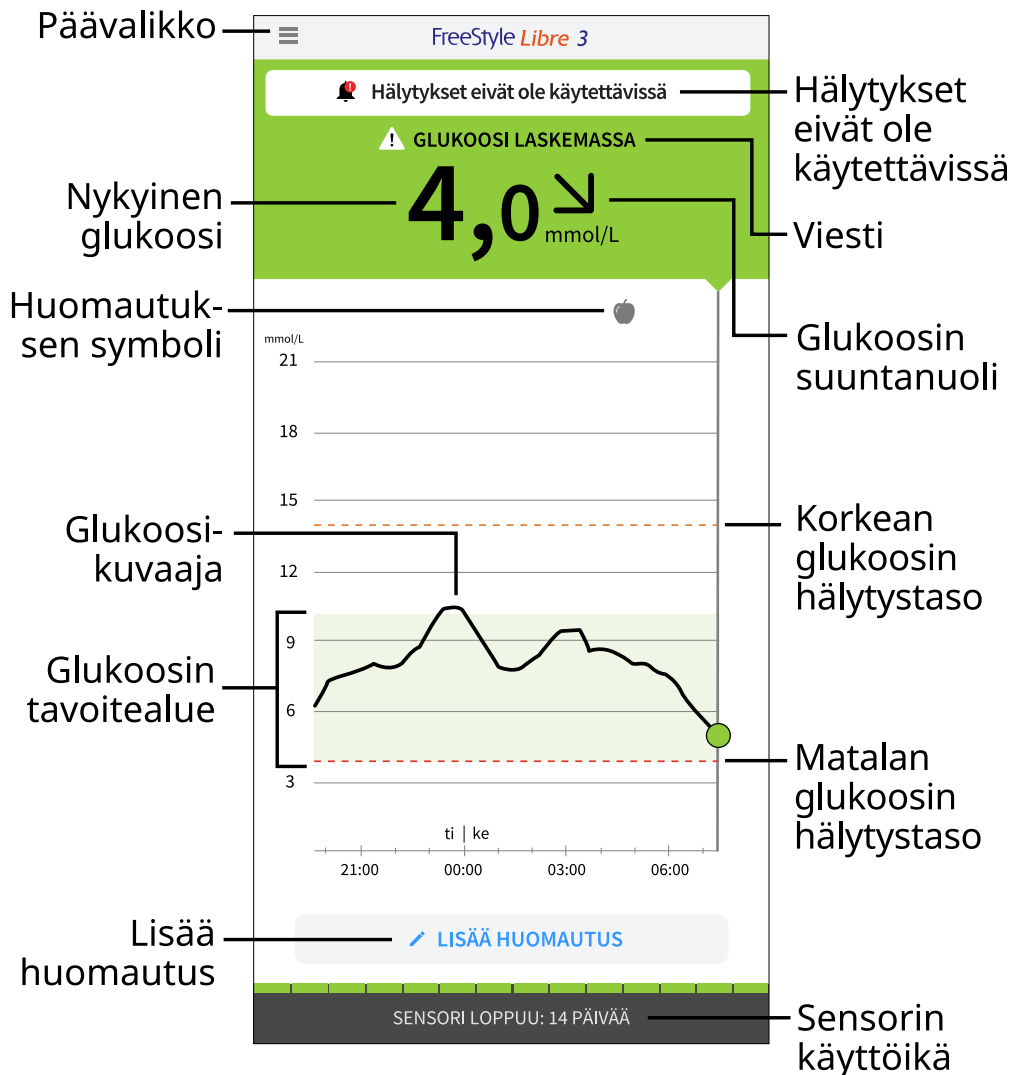 Päävalikko
FreeStyle Libre 3
Hälytykset eivät ole käytettävissä
Hälytykset
eivät ole
käytettävissä
GLUKOOSI LASKEMASSA
Viesti
Nykyinen
glukoosi
4,0
mmol/L
Glukoosin
suuntanuoli
Huomautuk-
sen symboli
mmol/L
21
18
15
12
9
6
3
Korkean
glukoosin
hälytystaso
Glukoosi-
kuvaaja
Glukoosin
tavoitealue
Matalan
glukoosin
hälytystaso
ti | ke
21:00 00:00 03:00 06:00
Lisää
huomautus
LISÄÄ HUOMAUTUS
SENSORI LOPPUU: 14 PÄIVÄÄ
Sensorin
käyttöikä